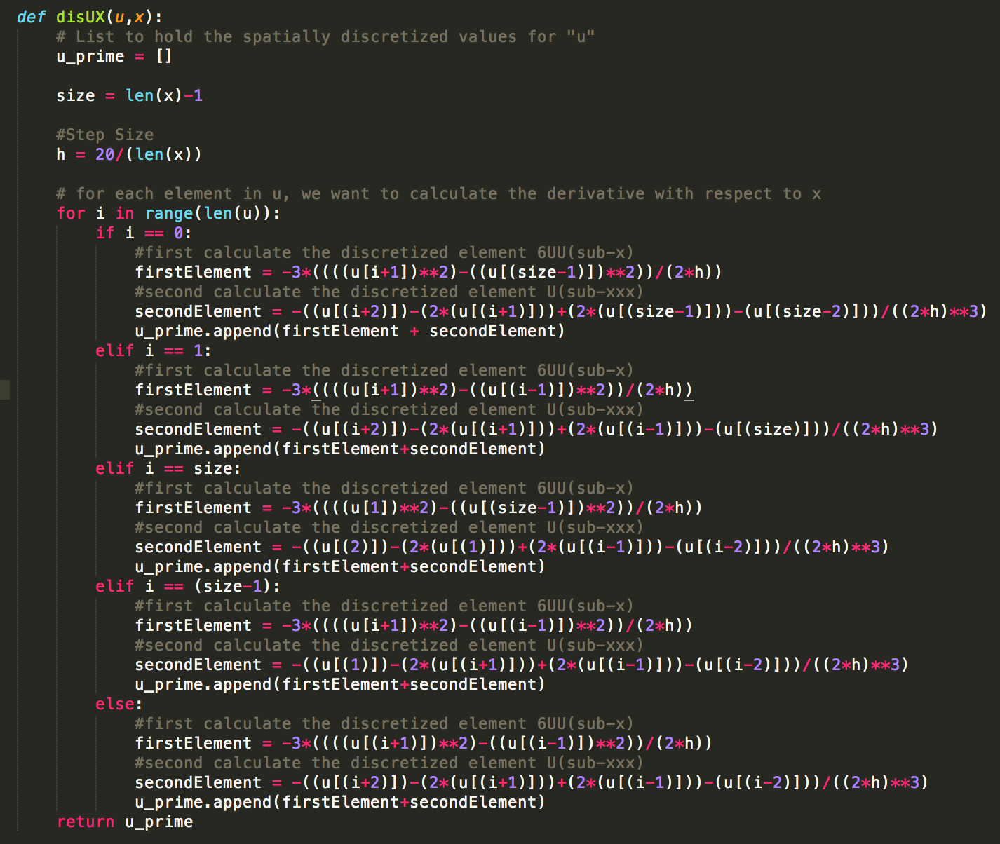 def disUX(u,x):
    # List to hold the spatially discretized values for "u"
    u_prime = []

    size = len(x)-1

    #Step Size
    h = 20/(len(x))

    # for each element in u, we want to calculate the derivative with respect to x
    for i in range(len(u)):
        if i == 0:
            #first calculate the discretized element 6UU(sub-x)
            firstElement = -3*((((u[i+1])**2)-((u[(size-1)])**2))/(2*h))
            #second calculate the discretized element U(sub-xxx)
            secondElement = -((u[(i+2)])-(2*(u[(i+1)]))+(2*(u[(size-1)]))-(u[(size-2)]))/((2*h)**3)
            u_prime.append(firstElement + secondElement)
        elif i == 1:
            #first calculate the discretized element 6UU(sub-x)
            firstElement = -3*((((u[i+1])**2)-((u[(i-1)])**2))/(2*h))
            #second calculate the discretized element U(sub-xxx)
            secondElement = -((u[(i+2)])-(2*(u[(i+1)]))+(2*(u[(i-1)]))-(u[(size)]))/((2*h)**3)
            u_prime.append(firstElement+secondElement)
        elif i == size:
            #first calculate the discretized element 6UU(sub-x)
            firstElement = -3*((((u[1])**2)-((u[(size-1)])**2))/(2*h))
            #second calculate the discretized element U(sub-xxx)
            secondElement = -((u[(2)])-(2*(u[(1)]))+(2*(u[(i-1)]))-(u[(i-2)]))/((2*h)**3)
            u_prime.append(firstElement+secondElement)
        elif i == (size-1):
            #first calculate the discretized element 6UU(sub-x)
            firstElement = -3*((((u[i+1])**2)-((u[(i-1)])**2))/(2*h))
            #second calculate the discretized element U(sub-xxx)
            secondElement = -((u[(1)])-(2*(u[(i+1)]))+(2*(u[(i-1)]))-(u[(i-2)]))/((2*h)**3)
            u_prime.append(firstElement+secondElement)
        else:
            #first calculate the discretized element 6UU(sub-x)
            firstElement = -3*((((u[(i+1)])**2)-((u[(i-1)])**2))/(2*h))
            #second calculate the discretized element U(sub-xxx)
            secondElement = -((u[(i+2)])-(2*(u[(i+1)]))+(2*(u[(i-1)]))-(u[(i-2)]))/((2*h)**3)
            u_prime.append(firstElement+secondElement)
    return u_prime